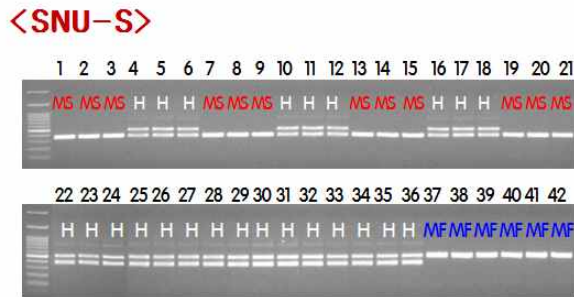 <SNU-S>
1 2 3 4 5 6 7 8 9 10 11 12 13 14 15 16 17 18 19 20 21
MS MS MS H H H MS MS MS H H H MS MS MS H H H MS MS MS
22 23 24 25 26 27 28 29 30 31 32 33 34 35 36 37 38 39 40 41 42
H H H H H H H H H H H H H H H MF MF MF MF MF MF